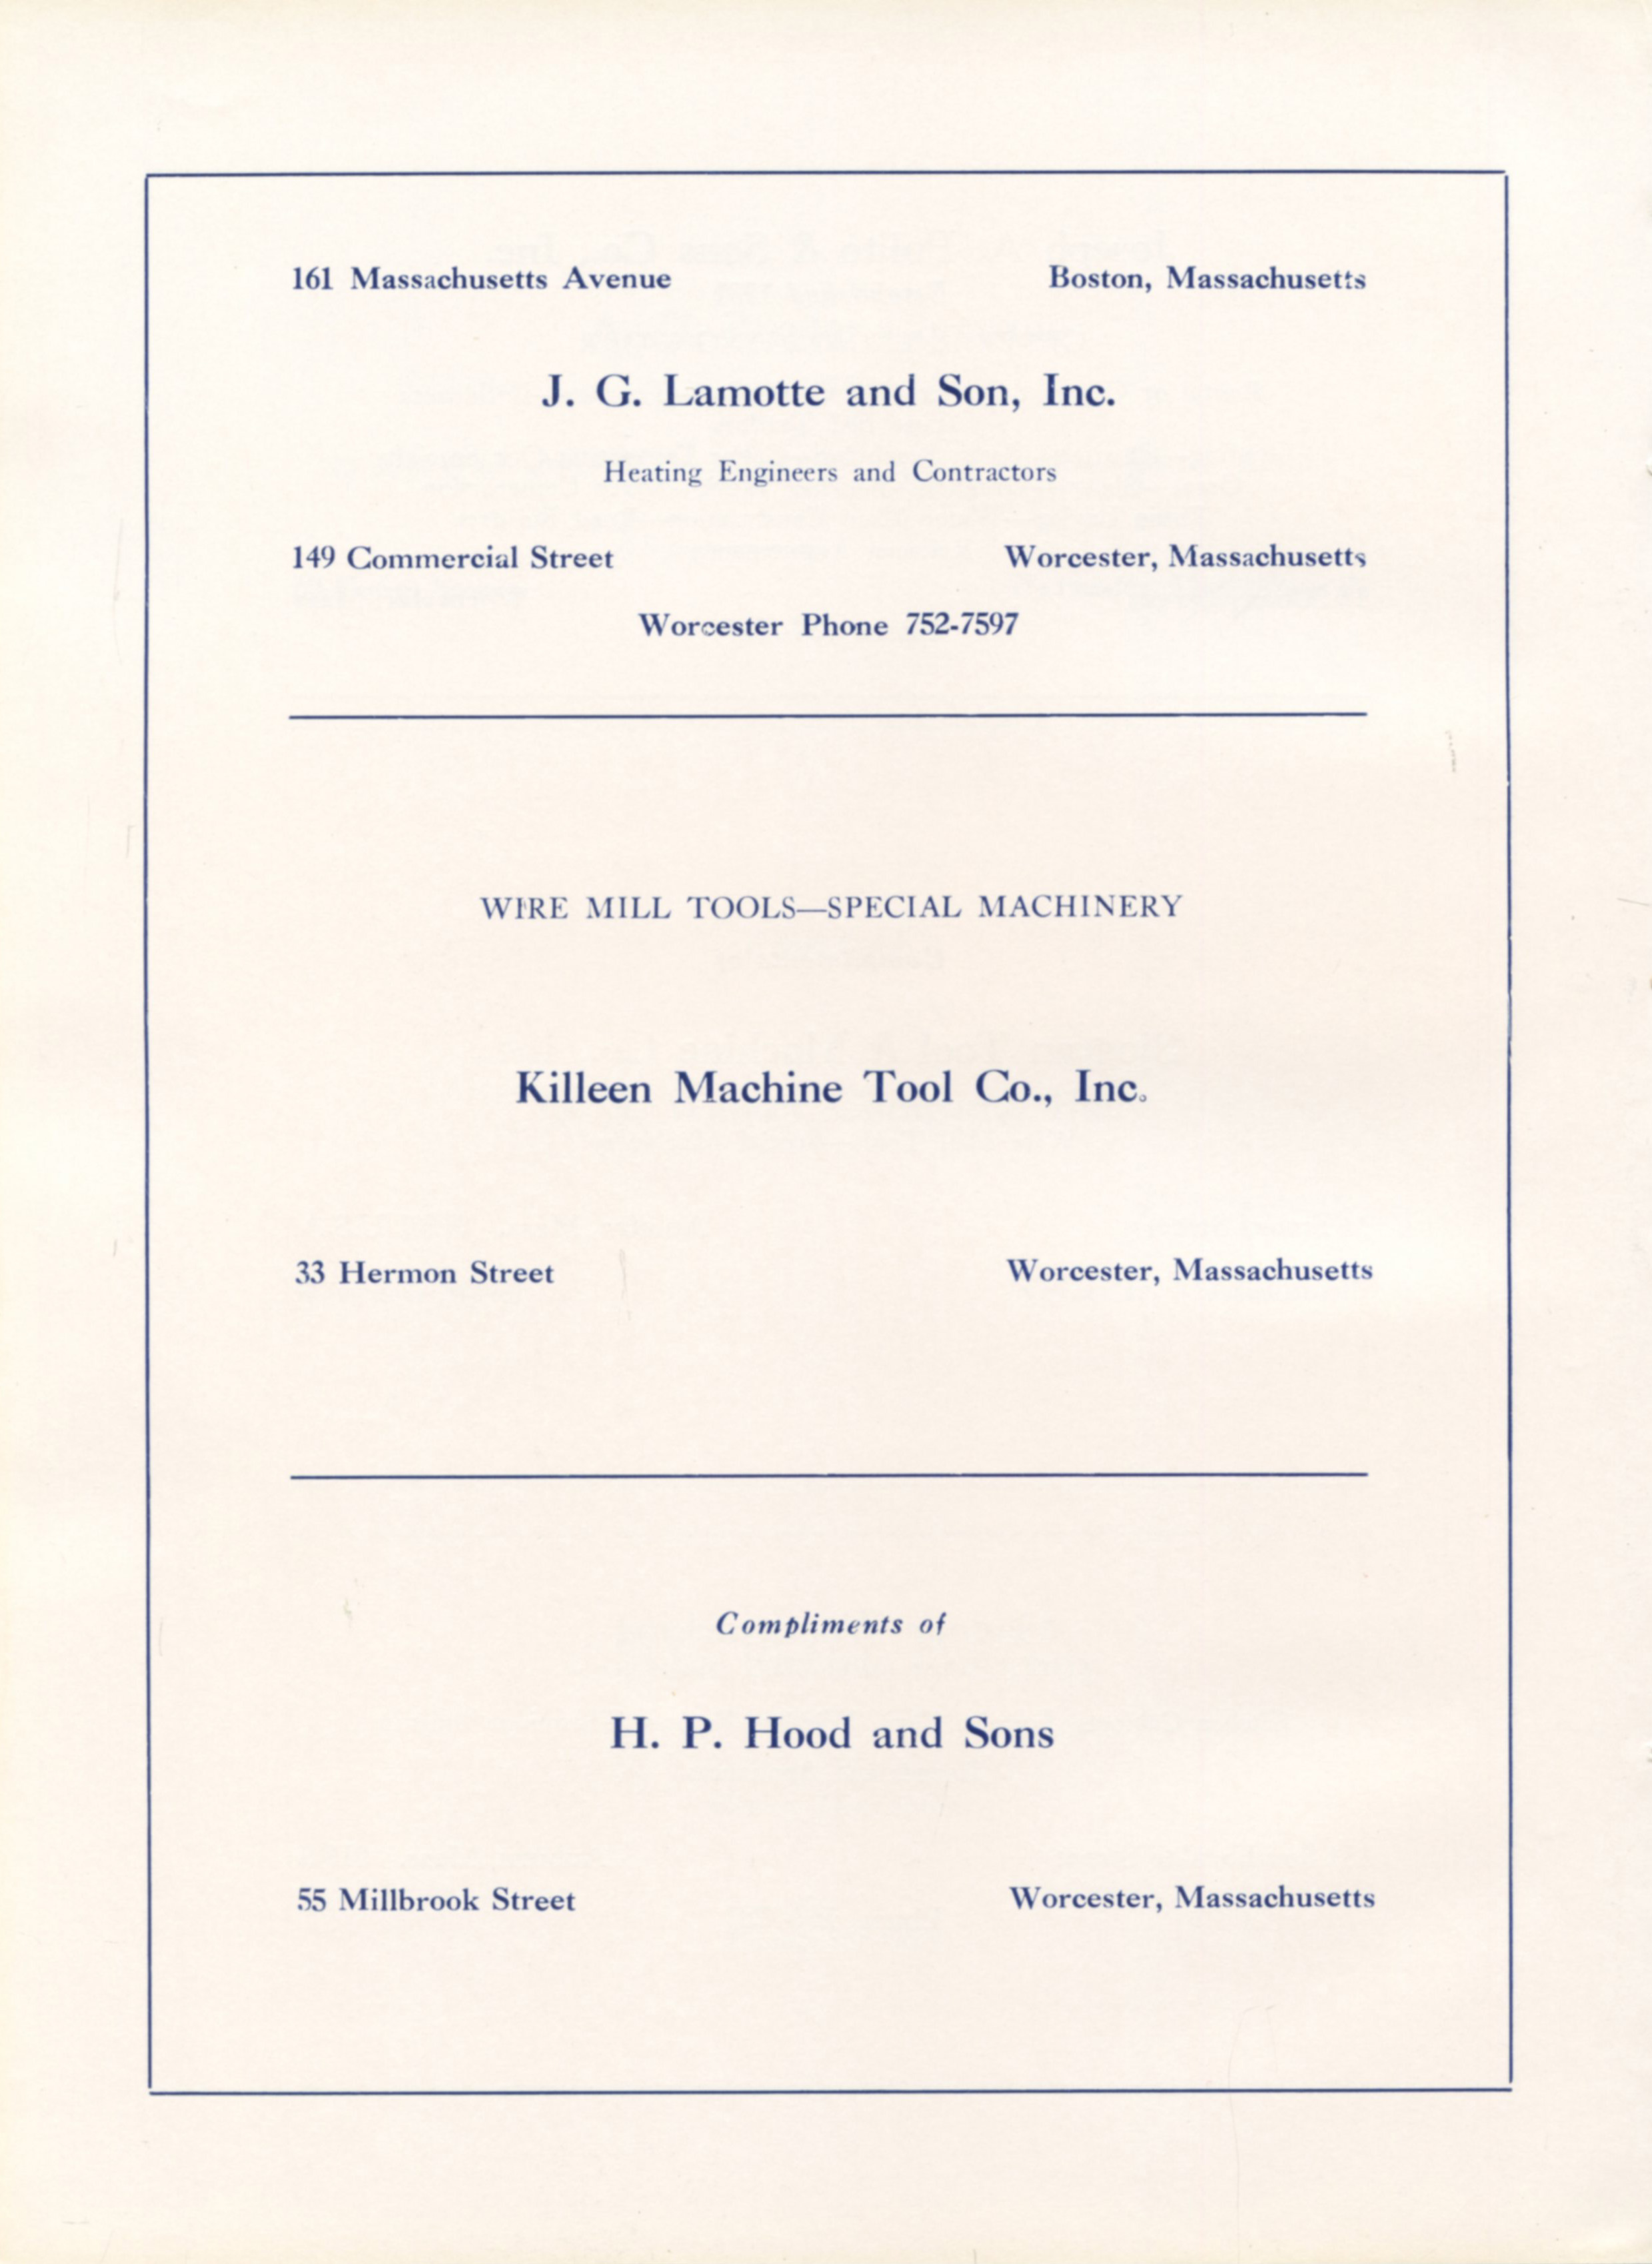 161 Massachusetts Avenue Boston, Massachusetts
J. G. Lamotte and Son, Inc.
Heating Engineers and Contractors
149 Commercial Street Worcester, Massachusetts
Worcester Phone 752-7597
WIRE MILL TOOLS—SPECIAL MACHINERY
Killeen Machine Tool Co., Inc.
33 Hermon Street Worcester, Massachusetts
Compliments of
H. P. Hood and Sons
55 Millbrook Street Worcester, Massachusetts